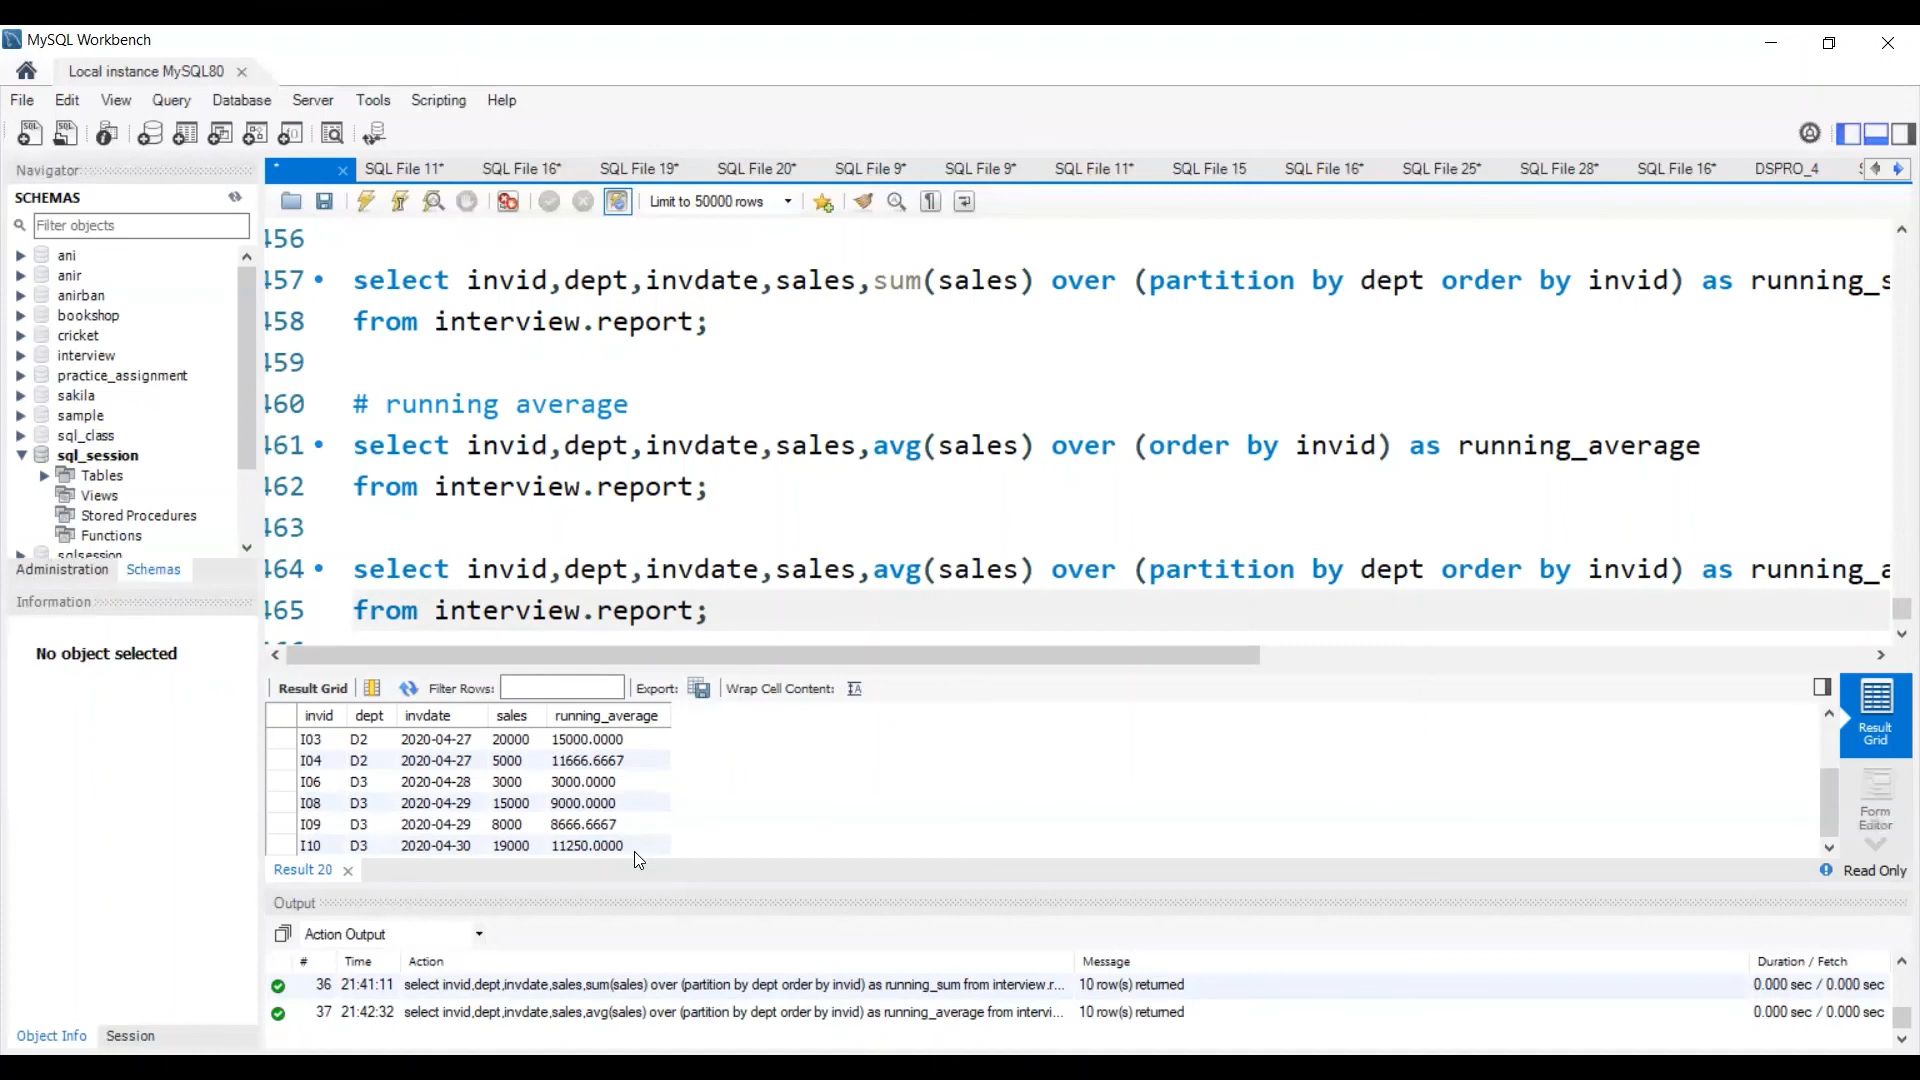 MySQL Workbench
Local instance MySQL80
File Edit View Query Database Server Tools Scripting Help
Navigator
SCHEMAS
Filter objects
ani
anir
anirban
bookshop
cricket
interview
practice_assignment
sakila
sample
sql_class
sql_session
Tables
Views
Stored Procedures
Functions
sqlsession
Administration Schemas
Information
No object selected
Object Info Session
* SQL File 11* SQL File 16* SQL File 19* SQL File 20* SQL File 9* SQL File 9* SQL File 11* SQL File 15 SQL File 16* SQL File 25* SQL File 28* SQL File 16* DSPRO_4
Limit to 50000 rows
456
457 select invid,dept,invdate,sales,sum(sales) over (partition by dept order by invid) as running_s
458 from interview.report;
459
460 # running average
461 select invid,dept,invdate,sales,avg(sales) over (order by invid) as running_average
462 from interview.report;
463
464 select invid,dept,invdate,sales,avg(sales) over (partition by dept order by invid) as running_a
465 from interview.report;
Result Grid Filter Rows: Export: Wrap Cell Content:
invid dept invdate sales running_average
I03 D2 2020-04-27 20000 15000.0000
I04 D2 2020-04-27 5000 11666.6667
I06 D3 2020-04-28 3000 3000.0000
I08 D3 2020-04-29 15000 9000.0000
I09 D3 2020-04-29 8000 8666.6667
I10 D3 2020-04-30 19000 11250.0000
Result Grid
Form Editor
Result 20 Read Only
Output
Action Output
# Time Action Message Duration / Fetch
36 21:41:11 select invid,dept,invdate,sales,sum(sales) over (partition by dept order by invid) as running_sum from interview.r... 10 row(s) returned 0.000 sec / 0.000 sec
37 21:42:32 select invid,dept,invdate,sales,avg(sales) over (partition by dept order by invid) as running_average from intervi... 10 row(s) returned 0.000 sec / 0.000 sec